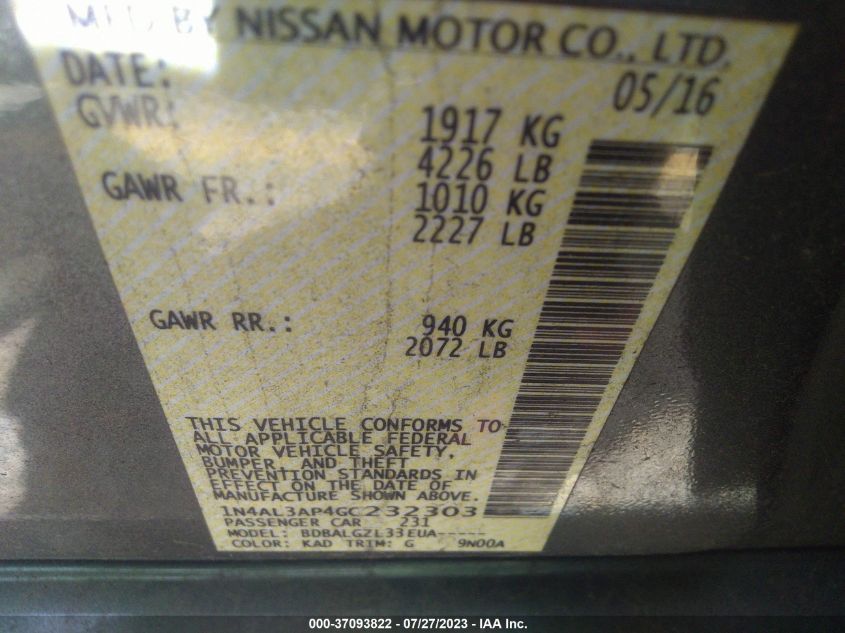 MFD BY NISSAN MOTOR CO., LTD.
DATE: 05/16
GVWR: 1917 KG
4226 LB
GAWR FR.: 1010 KG
2227 LB
GAWR RR.: 940 KG
2072 LB
THIS VEHICLE CONFORMS TO
ALL APPLICABLE FEDERAL
MOTOR VEHICLE SAFETY,
BUMPER, AND THEFT
PREVENTION STANDARDS IN
EFFECT ON THE DATE OF
MANUFACTURE SHOWN ABOVE.
1N4AL3AP4GC232303
PASSENGER CAR 231
MODEL: BDBALGZL33EUA-----
COLOR: KAD TRIM: G 9N00A
000-37093822 - 07/27/2023 - IAA Inc.